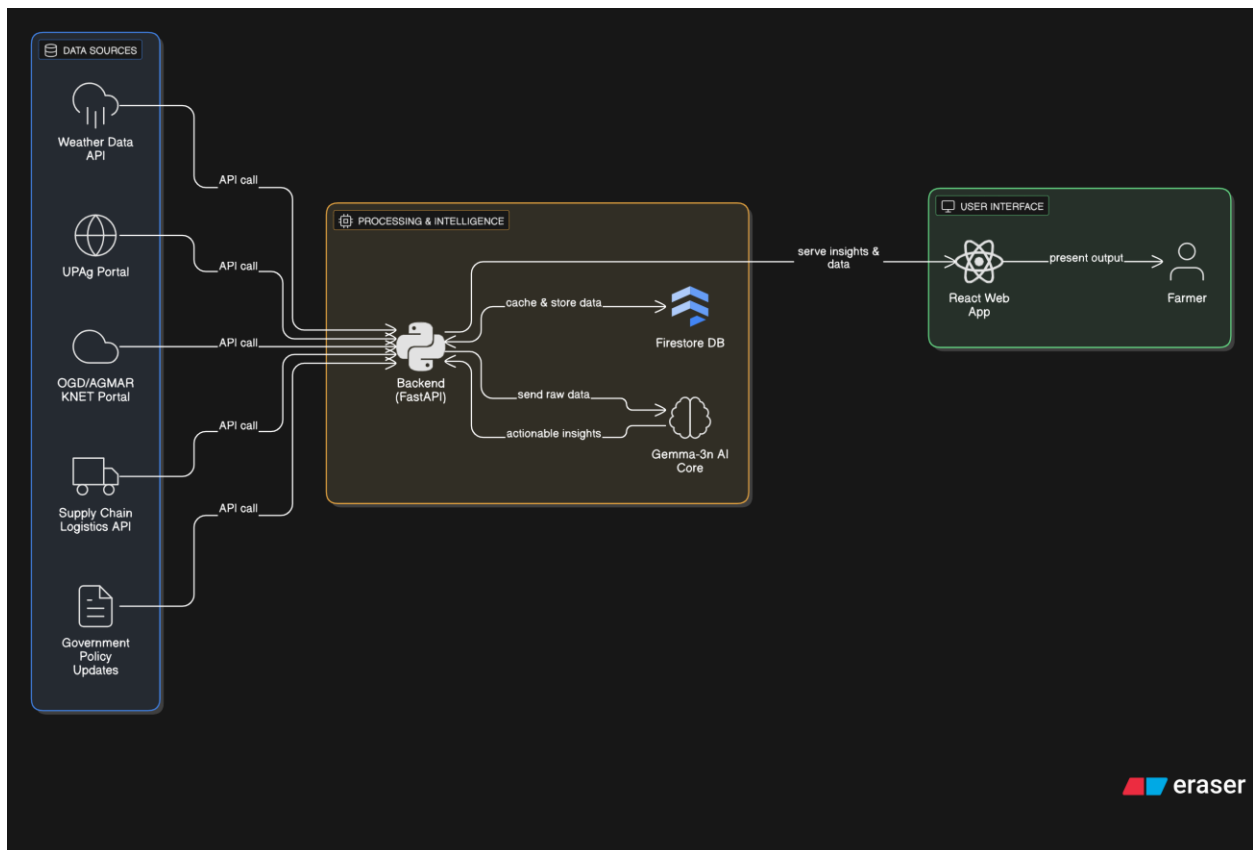 DATA SOURCES
Weather Data
API
UPAg Portal
OGD/AGMAR
KNET Portal
Supply Chain
Logistics API
Government
Policy
Updates
API call
API call
API call
API call
API call
PROCESSING & INTELLIGENCE
Backend
(FastAPI)
cache & store data
Firestore DB
send raw data
actionable insights
Gemma-3n AI
Core
serve insights &
data
USER INTERFACE
React Web
App
present output
Farmer
eraser